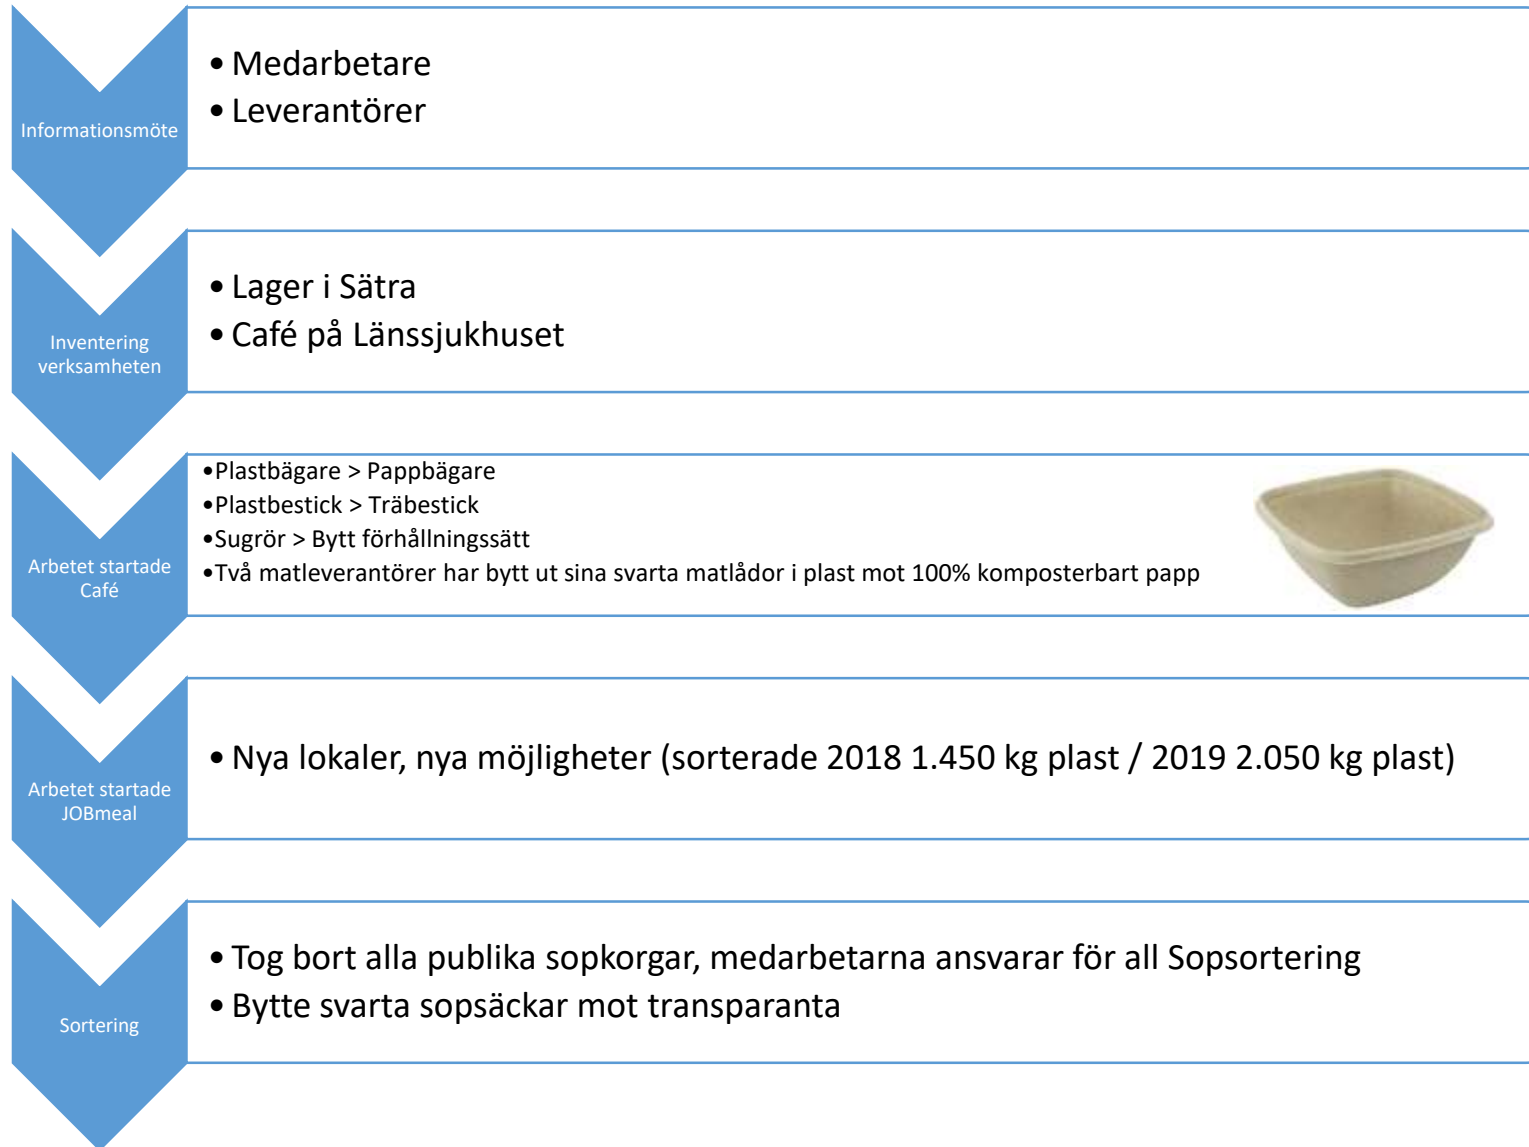 Informationsmöte
• Medarbetare
• Leverantörer
Inventering
verksamheten
• Lager i Sätra
• Café på Länssjukhuset
Arbetet startade
Café
•Plastbägare > Pappbägare
•Plastbestick > Träbestick
•Sugrör > Bytt förhållningssätt
•Två matleverantörer har bytt ut sina svarta matlådor i plast mot 100% komposterbart papp
Arbetet startade
JOBmeal
• Nya lokaler, nya möjligheter (sorterade 2018 1.450 kg plast / 2019 2.050 kg plast)
Sortering
• Tog bort alla publika sopkorgar, medarbetarna ansvarar för all Sopsortering
• Bytte svarta sopsäckar mot transparanta